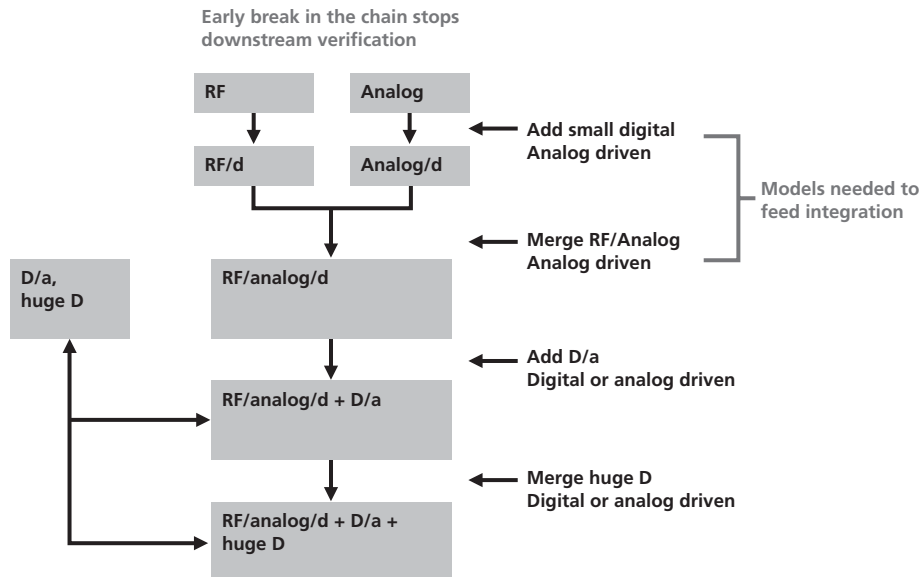 Early break in the chain stops
downstream verification
RF
Analog
Add small digital
Analog driven
RF/d
Analog/d
Models needed to
feed integration
Merge RF/Analog
Analog driven
D/a,
huge D
RF/analog/d
Add D/a
Digital or analog driven
RF/analog/d + D/a
Merge huge D
Digital or analog driven
RF/analog/d + D/a +
huge D